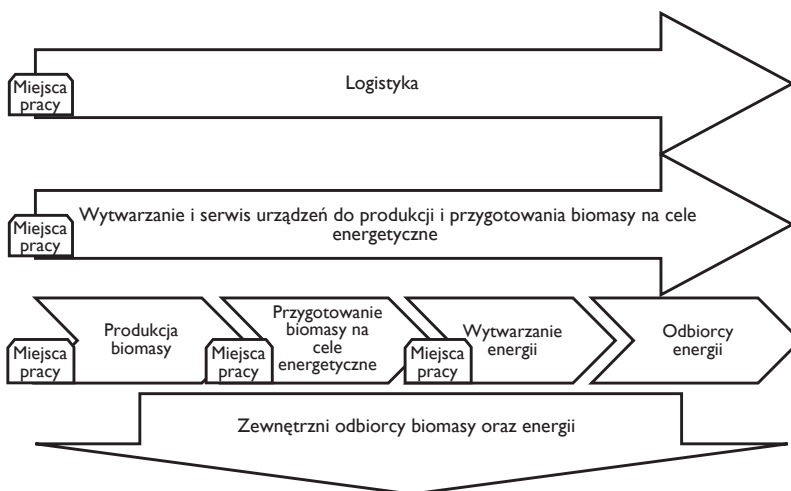 Miejsca
pracy
Logistyka
Miejsca
pracy
Wytwarzanie i serwis urządzeń do produkcji i przygotowania biomasy na cele
energetyczne
Produkcja
biomasy
Miejsca
pracy
Przygotowanie
biomasy na
cele
energetyczne
Miejsca
pracy
Wytwarzanie
energii
Miejsca
pracy
Odbiorcy
energii
Zewnętrzni odbiorcy biomasy oraz energii